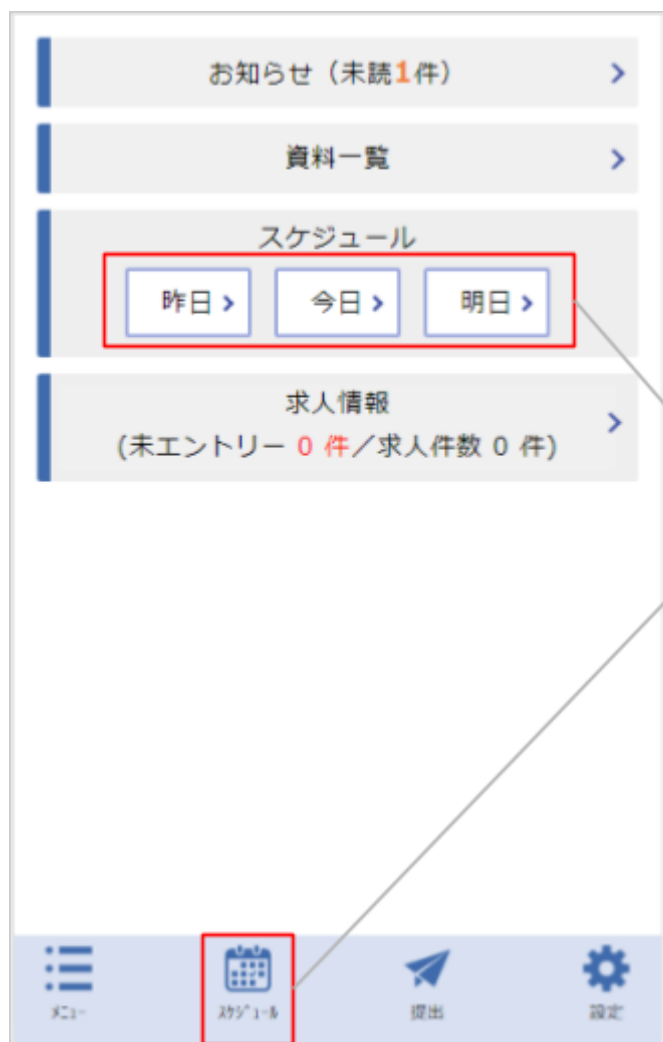 お知らせ（未読1件）
資料一覧
スケジュール
昨日 今日 明日
求人情報
(未エントリー 0 件／求人件数 0 件)
ﾒﾆｭｰ ｽｹｼﾞｭｰﾙ 提出 設定